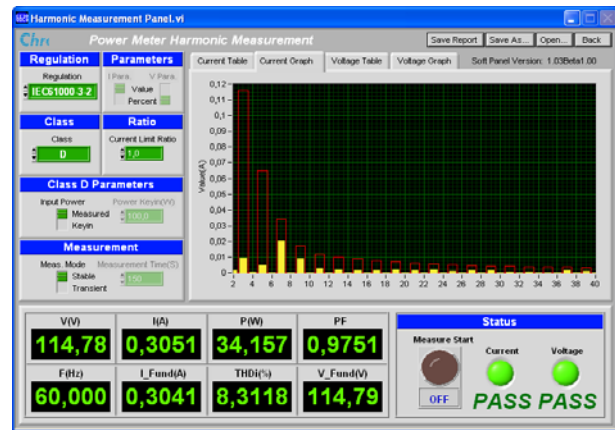 Harmonic Measurement Panel.vi
Power Meter Harmonic Measurement
Save Report Save As... Open... Back
Regulation Parameters
Regulation I Para. V Para.
IEC61000 3-2 Value
Percent
Class Ratio
Class Current Limit Ratio
D 1,0
Class D Parameters
Input Power Power Keyin(W)
Measured 100,0
Keyin
Measurement
Meas. Mode Measurement Time(S)
Stable 150
Transient
Current Table Current Graph Voltage Table Voltage Graph Soft Panel Version: 1.03Beta1.00
Value(A)
0,12
0,11
0,1
0,09
0,08
0,07
0,06
0,05
0,04
0,03
0,02
0,01
0
2 4 6 8 10 12 14 16 18 20 22 24 26 28 30 32 34 36 38 40
V(V) I(A) P(W) PF
114,78 0,3051 34,157 0,9751
F(Hz) I_Fund(A) THDi(%) V_Fund(V)
60,000 0,3041 8,3118 114,79
Status
Measure Start Current Voltage
OFF PASS PASS